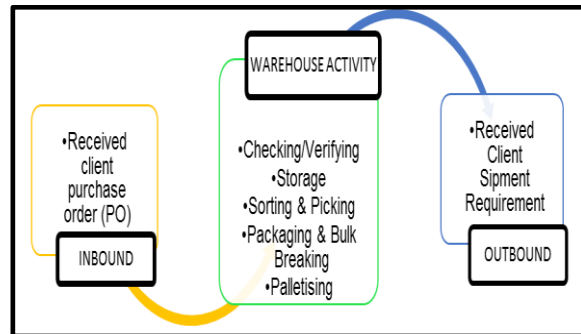 •Received
client
purchase
order (PO)
INBOUND
WAREHOUSE ACTIVITY
•Checking/Verifying
•Storage
•Sorting & Picking
•Packaging & Bulk
Breaking
•Palletising
•Received
Client
Sipment
Requirement
OUTBOUND